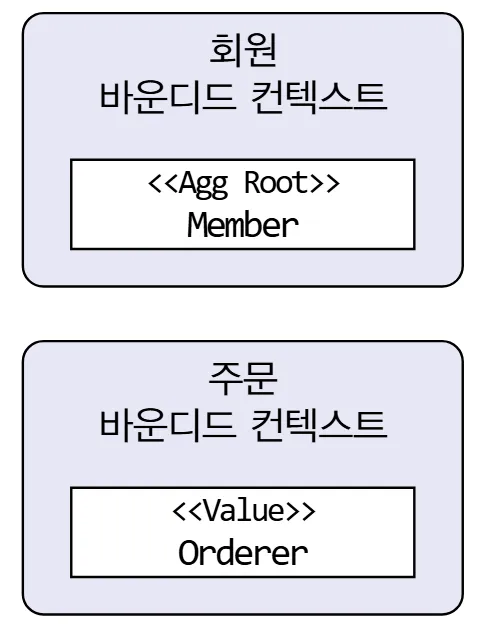 회원
바운디드 컨텍스트
<<Agg Root>>
Member
주문
바운디드 컨텍스트
<<Value>>
Orderer